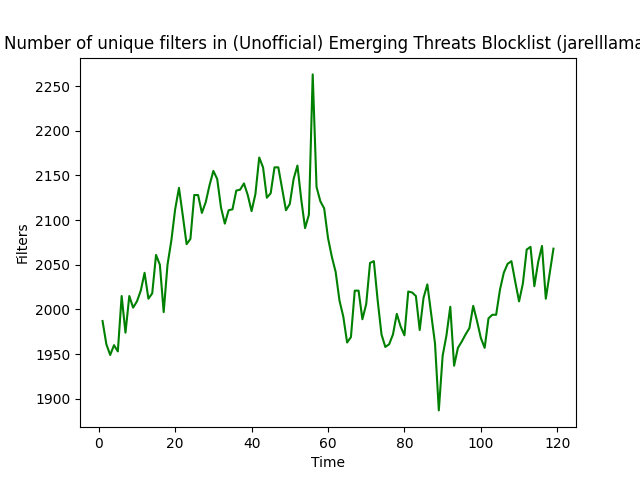 Number of unique filters in (Unofficial) Emerging Threats Blocklist (jarelllama
2250
2200
2150
2100
2050
2000
1950
1900
Filters
0 20 40 60 80 100 120
Time